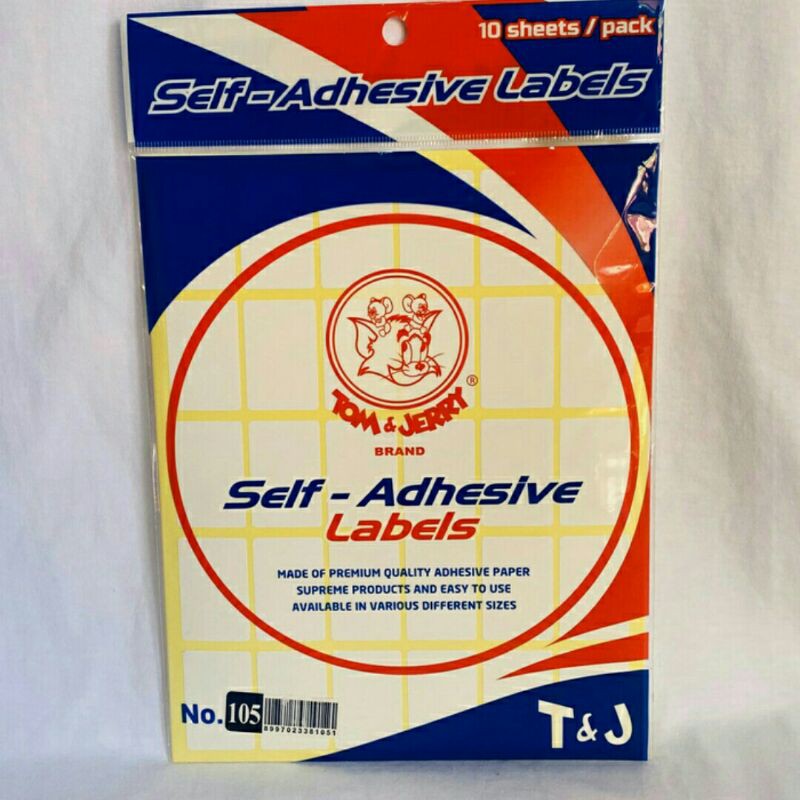 10 sheets / pack
Self-Adhesive Labels
TOM & JERRY ®
BRAND
Self - Adhesive
Labels
MADE OF PREMIUM QUALITY ADHESIVE PAPER
SUPREME PRODUCTS AND EASY TO USE
AVAILABLE IN VARIOUS DIFFERENT SIZES
No. 105
8997023381051
T & J